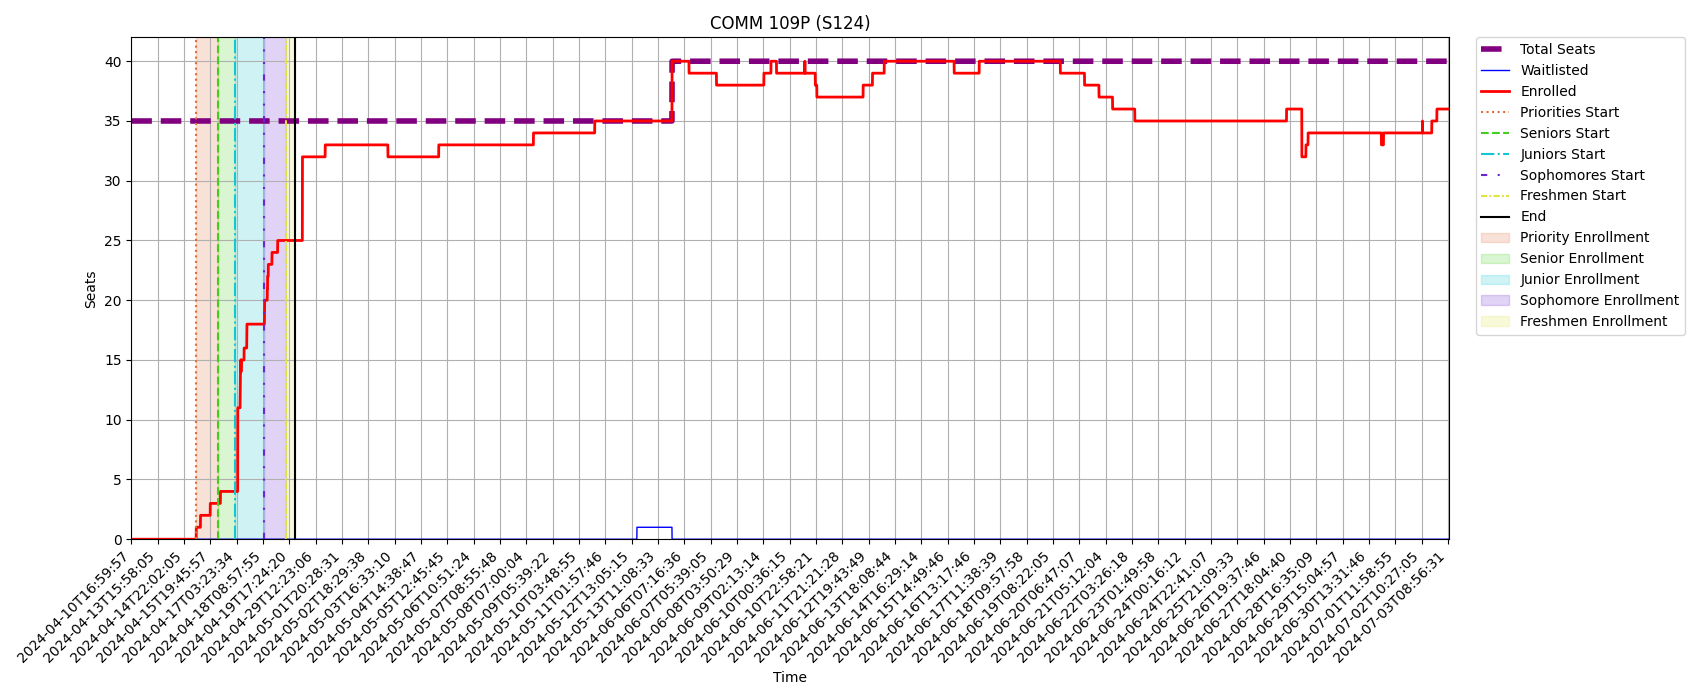 COMM 109P (S124)
Seats
40
35
30
25
20
15
10
5
0
2024-04-10T16:59:57
2024-04-13T15:58:05
2024-04-14T22:02:05
2024-04-15T19:45:57
2024-04-17T03:23:34
2024-04-18T08:57:55
2024-04-19T17:24:20
2024-04-29T12:23:06
2024-05-01T20:28:31
2024-05-02T18:29:38
2024-05-03T16:33:10
2024-05-04T14:38:47
2024-05-05T12:45:45
2024-05-06T10:51:24
2024-05-07T08:55:48
2024-05-08T07:00:04
2024-05-09T05:39:22
2024-05-10T03:48:55
2024-05-11T01:57:46
2024-05-12T13:05:15
2024-05-13T11:08:33
2024-06-06T07:16:36
2024-06-07T05:39:05
2024-06-08T03:50:29
2024-06-09T02:13:14
2024-06-10T00:36:15
2024-06-10T22:58:21
2024-06-11T21:21:28
2024-06-12T19:43:49
2024-06-13T18:08:44
2024-06-14T16:29:14
2024-06-15T14:49:46
2024-06-16T13:17:46
2024-06-17T11:38:39
2024-06-18T09:57:58
2024-06-19T08:22:05
2024-06-20T06:47:07
2024-06-21T05:12:04
2024-06-22T03:26:18
2024-06-23T01:49:58
2024-06-24T00:16:12
2024-06-24T22:41:07
2024-06-25T21:09:33
2024-06-26T19:37:46
2024-06-27T18:04:40
2024-06-28T16:35:09
2024-06-29T15:04:57
2024-06-30T13:31:46
2024-07-01T11:58:55
2024-07-02T10:27:05
2024-07-03T08:56:31
Time
Total Seats
Waitlisted
Enrolled
Priorities Start
Seniors Start
Juniors Start
Sophomores Start
Freshmen Start
End
Priority Enrollment
Senior Enrollment
Junior Enrollment
Sophomore Enrollment
Freshmen Enrollment